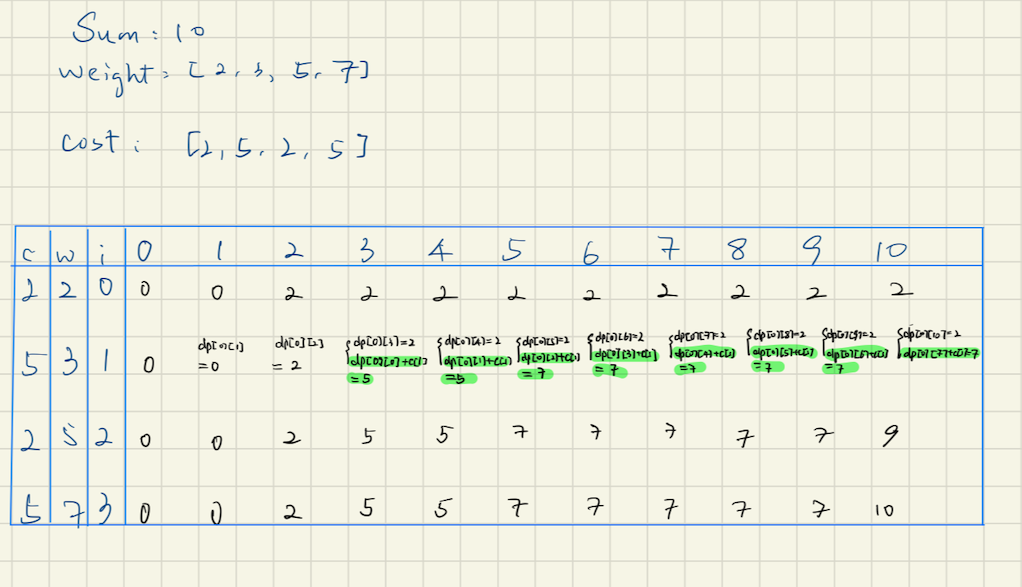 Sum: 10
weight: [2, 3, 5, 7]
cost: [2, 5, 2, 5]
c w i 0 1 2 3 4 5 6 7 8 9 10
2 2 0 0 0 2 2 2 2 2 2 2 2 2
5 3 1 0
dp[0][1] =0
dp[0][2] =2
dp[0][3]=2 dp[0][0]+c[1] =5
dp[0][4]=2 dp[0][1]+c[1] =5
dp[0][5]=2 dp[0][2]+c[1] =7
dp[0][6]=2 dp[0][3]+c[1] =7
dp[0][7]=2 dp[0][4]+c[1] =7
dp[0][8]=2 dp[0][5]+c[1] =7
dp[0][9]=2 dp[0][6]+c[1] =7
dp[0][10]=2 dp[0][7]+c[1]=7
2 5 2 0 0 2 5 5 7 7 7 7 7 9
5 7 3 0 0 2 5 5 7 7 7 7 7 10